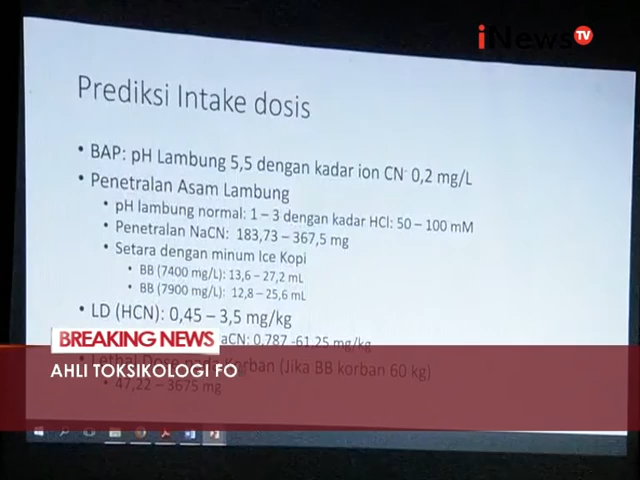 iNews TV
Prediksi Intake dosis
• BAP: pH Lambung 5,5 dengan kadar ion CN- 0,2 mg/L
• Penetralan Asam Lambung
• pH lambung normal: 1 – 3 dengan kadar HCl: 50 – 100 mM
• Penetralan NaCN: 183,73 – 367,5 mg
• Setara dengan minum Ice Kopi
• BB (7400 mg/L): 13,6 – 27,2 mL
• BB (7900 mg/L): 12,8 – 25,6 mL
• LD (HCN): 0,45 – 3,5 mg/kg
aCN: 0,787 -61,25 mg/kg
BREAKING NEWS
• Lethal Dose pada Korban (Jika BB korban 60 kg)
AHLI TOKSIKOLOGI FO
• 47,22 – 3675 mg